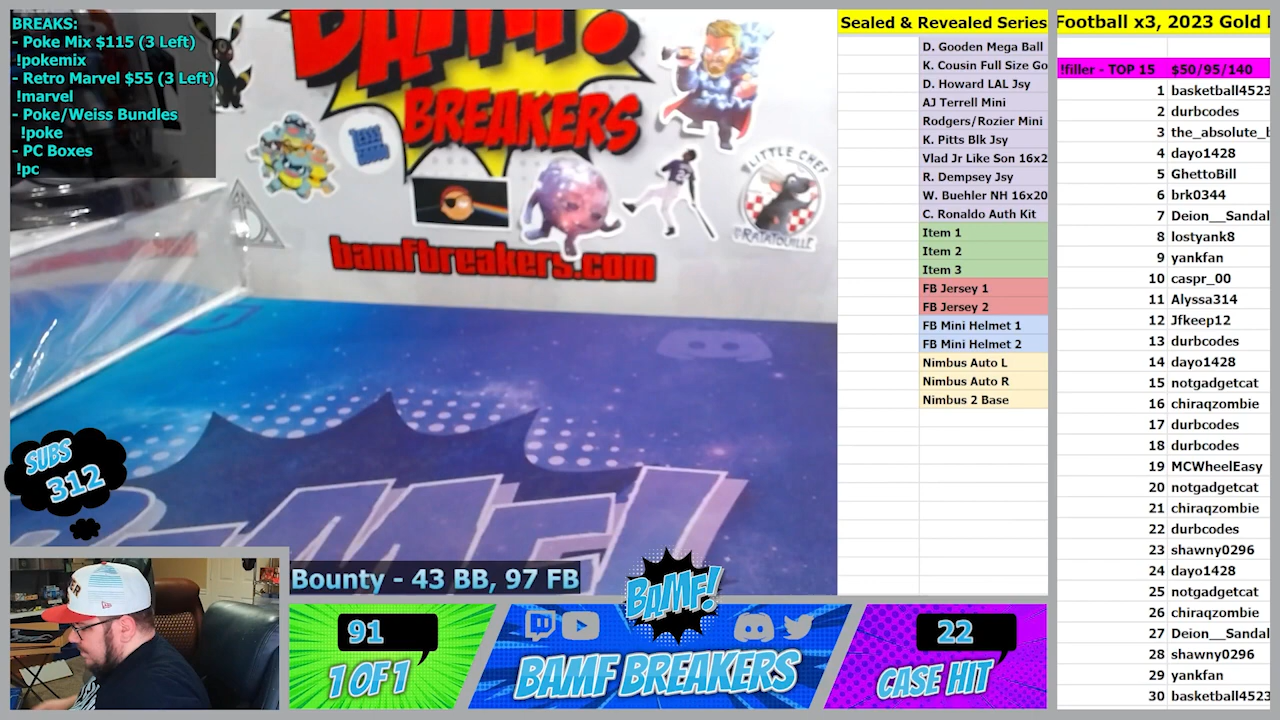 BREAKS:
- Poke Mix $115 (3 Left)
!pokemix
- Retro Marvel $55 (3 Left)
!marvel
- Poke/Weiss Bundles
!poke
- PC Boxes
!pc
BAMF!
BREAKERS
LITTLE CHEF
RATATOUILLE
bamfbreakers.com
SUBS
312
Bounty - 43 BB, 97 FB
91
1 OF 1
BAMF!
BAMF BREAKERS
22
CASE HIT
Sealed & Revealed Series
D. Gooden Mega Ball
K. Cousin Full Size Go
D. Howard LAL Jsy
AJ Terrell Mini
Rodgers/Rozier Mini
K. Pitts Blk Jsy
Vlad Jr Like Son 16x2
R. Dempsey Jsy
W. Buehler NH 16x20
C. Ronaldo Auth Kit
Item 1
Item 2
Item 3
FB Jersey 1
FB Jersey 2
FB Mini Helmet 1
FB Mini Helmet 2
Nimbus Auto L
Nimbus Auto R
Nimbus 2 Base
Football x3, 2023 Gold
!filler - TOP 15 $50/95/140
1 basketball4523
2 durbcodes
3 the_absolute_b
4 dayo1428
5 GhettoBill
6 brk0344
7 Deion__Sandal
8 lostyank8
9 yankfan
10 caspr_00
11 Alyssa314
12 Jfkeep12
13 durbcodes
14 dayo1428
15 notgadgetcat
16 chiraqzombie
17 durbcodes
18 durbcodes
19 MCWheelEasy
20 notgadgetcat
21 chiraqzombie
22 durbcodes
23 shawny0296
24 dayo1428
25 notgadgetcat
26 chiraqzombie
27 Deion__Sandal
28 shawny0296
29 yankfan
30 basketball4523